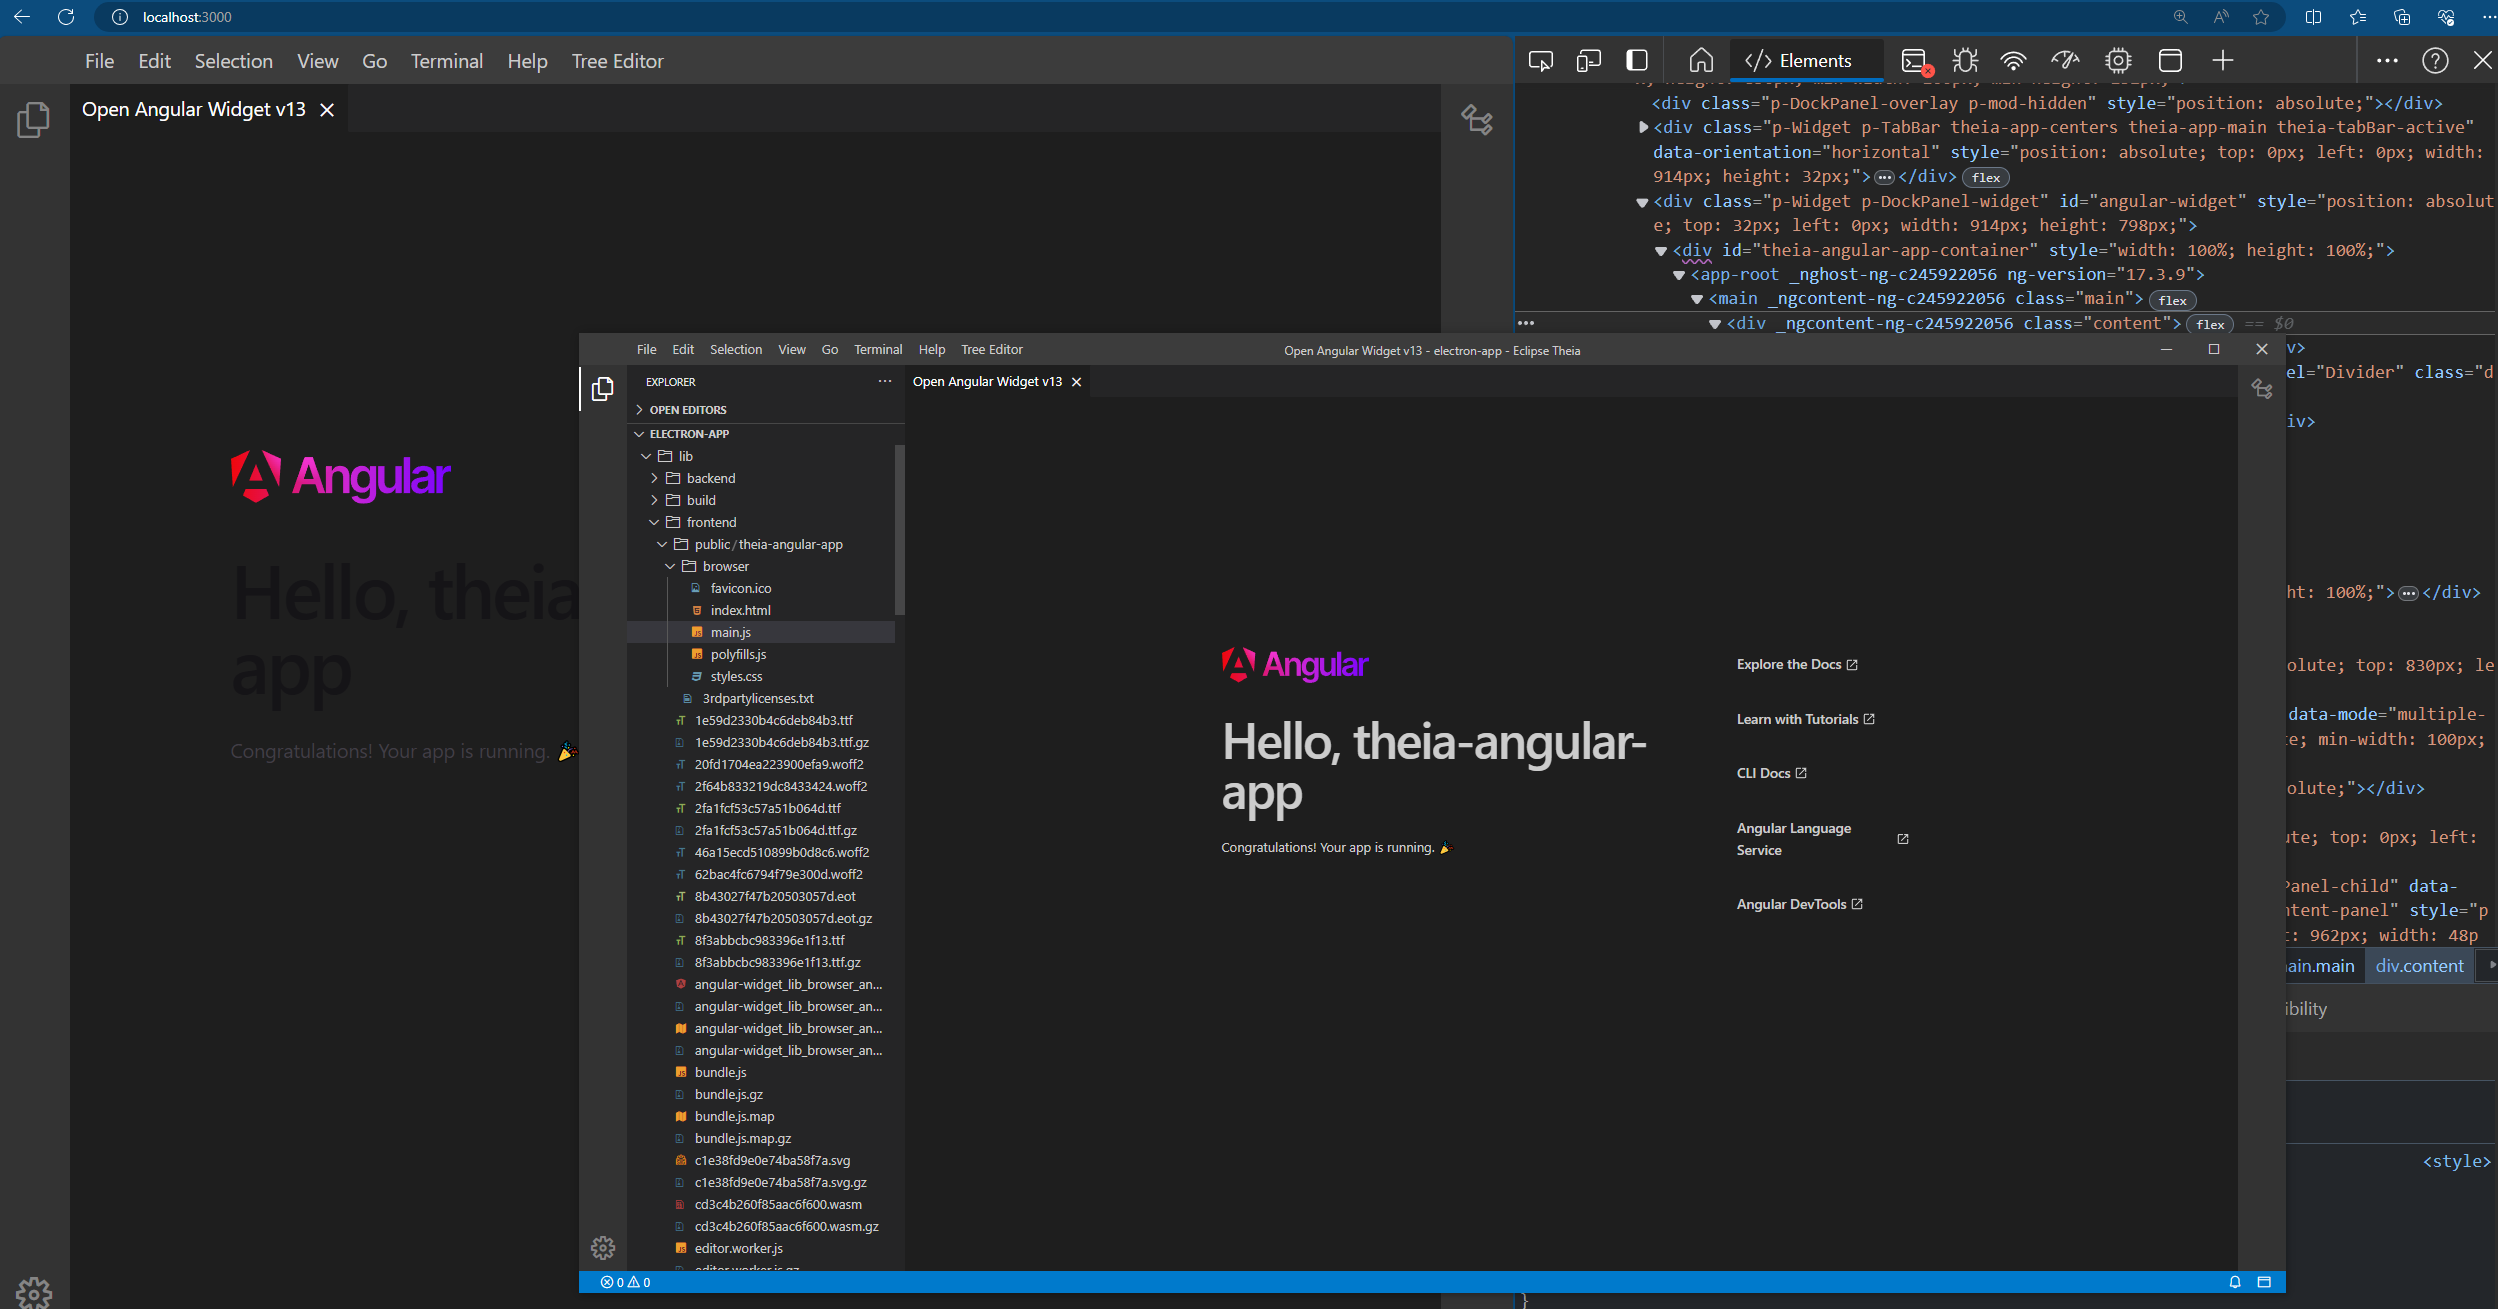 localhost:3000
File Edit Selection View Go Terminal Help Tree Editor
Open Angular Widget v13
Angular
Hello, theia
app
Congratulations! Your app is running. 🎉
Elements
<div class="p-DockPanel-overlay p-mod-hidden" style="position: absolute;"></div>
<div class="p-Widget p-TabBar theia-app-centers theia-app-main theia-tabBar-active"
data-orientation="horizontal" style="position: absolute; top: 0px; left: 0px; width:
914px; height: 32px;">⋯</div> flex
<div class="p-Widget p-DockPanel-widget" id="angular-widget" style="position: absolut
e; top: 32px; left: 0px; width: 914px; height: 798px;">
<div id="theia-angular-app-container" style="width: 100%; height: 100%;">
<app-root _nghost-ng-c245922056 ng-version="17.3.9">
<main _ngcontent-ng-c245922056 class="main"> flex
<div _ngcontent-ng-c245922056 class="content"> flex == $0
v>
el="Divider" class="d
iv>
ht: 100%;">⋯</div>
olute; top: 830px; le
data-mode="multiple-
e; min-width: 100px;
olute;"></div>
ute; top: 0px; left:
Panel-child" data-
ntent-panel" style="p
t: 962px; width: 48p
ain.main div.content
ibility
<style>
}
File Edit Selection View Go Terminal Help Tree Editor
Open Angular Widget v13 - electron-app - Eclipse Theia
EXPLORER
OPEN EDITORS
ELECTRON-APP
lib
backend
build
frontend
public/theia-angular-app
browser
favicon.ico
index.html
main.js
polyfills.js
styles.css
3rdpartylicenses.txt
1e59d2330b4c6deb84b3.ttf
1e59d2330b4c6deb84b3.ttf.gz
20fd1704ea223900efa9.woff2
2f64b833219dc8433424.woff2
2fa1fcf53c57a51b064d.ttf
2fa1fcf53c57a51b064d.ttf.gz
46a15ecd510899b0d8c6.woff2
62bac4fc6794f79e300d.woff2
8b43027f47b20503057d.eot
8b43027f47b20503057d.eot.gz
8f3abbcbc983396e1f13.ttf
8f3abbcbc983396e1f13.ttf.gz
angular-widget_lib_browser_an...
angular-widget_lib_browser_an...
angular-widget_lib_browser_an...
angular-widget_lib_browser_an...
bundle.js
bundle.js.gz
bundle.js.map
bundle.js.map.gz
c1e38fd9e0e74ba58f7a.svg
c1e38fd9e0e74ba58f7a.svg.gz
cd3c4b260f85aac6f600.wasm
cd3c4b260f85aac6f600.wasm.gz
editor.worker.js
editor.worker.js.gz
Open Angular Widget v13
Angular
Hello, theia-angular-
app
Congratulations! Your app is running. 🎉
Explore the Docs
Learn with Tutorials
CLI Docs
Angular Language
Service
Angular DevTools
0 0